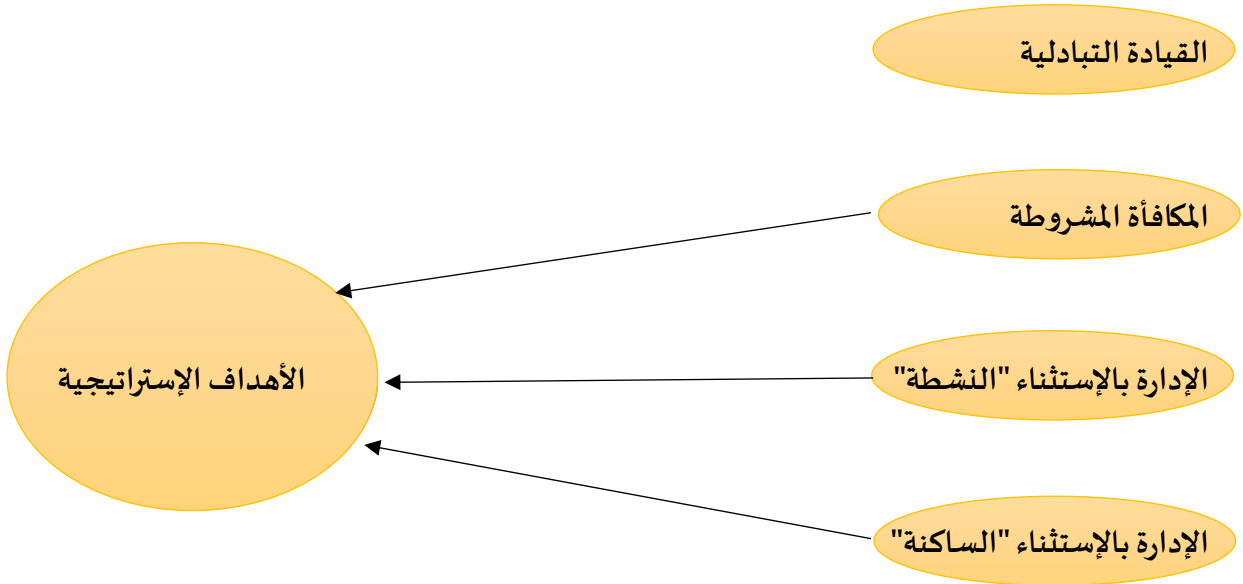 القيادة التبادلية
المكافأة المشروطة
الإدارة بالإستثناء "النشطة"
الأهداف الإستراتيجية
الإدارة بالإستثناء "الساكنة"